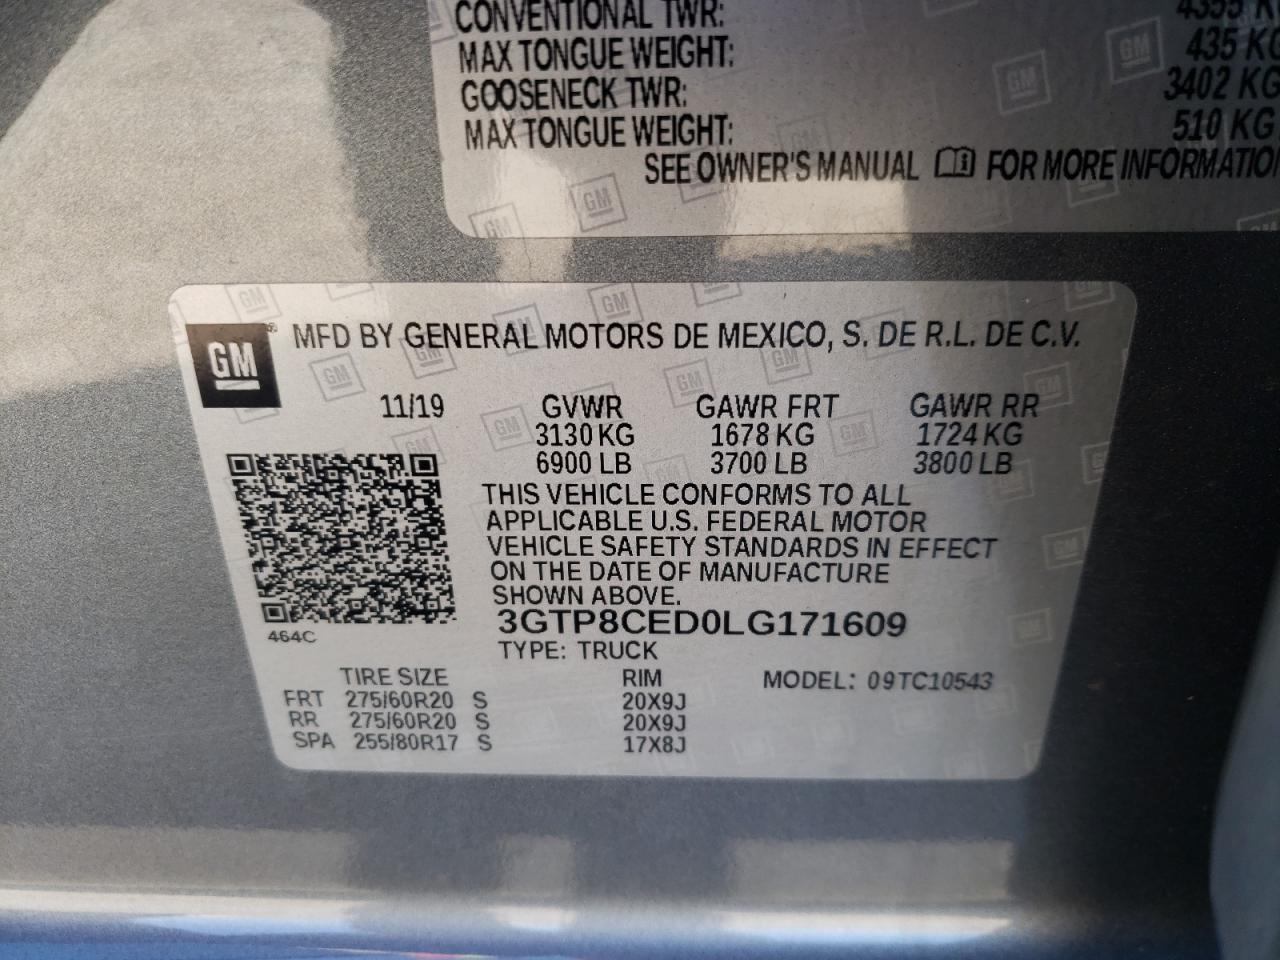 CONVENTIONAL TWR: 4355 KG
MAX TONGUE WEIGHT: 435 KG
GOOSENECK TWR: 3402 KG
MAX TONGUE WEIGHT: 510 KG
SEE OWNER'S MANUAL FOR MORE INFORMATION
GM® MFD BY GENERAL MOTORS DE MEXICO, S. DE R.L. DE C.V.
11/19 GVWR GAWR FRT GAWR RR
3130 KG 1678 KG 1724 KG
6900 LB 3700 LB 3800 LB
THIS VEHICLE CONFORMS TO ALL
APPLICABLE U.S. FEDERAL MOTOR
VEHICLE SAFETY STANDARDS IN EFFECT
ON THE DATE OF MANUFACTURE
SHOWN ABOVE.
3GTP8CED0LG171609
464C
TYPE: TRUCK
TIRE SIZE RIM MODEL: 09TC10543
FRT 275/60R20 S 20X9J
RR 275/60R20 S 20X9J
SPA 255/80R17 S 17X8J